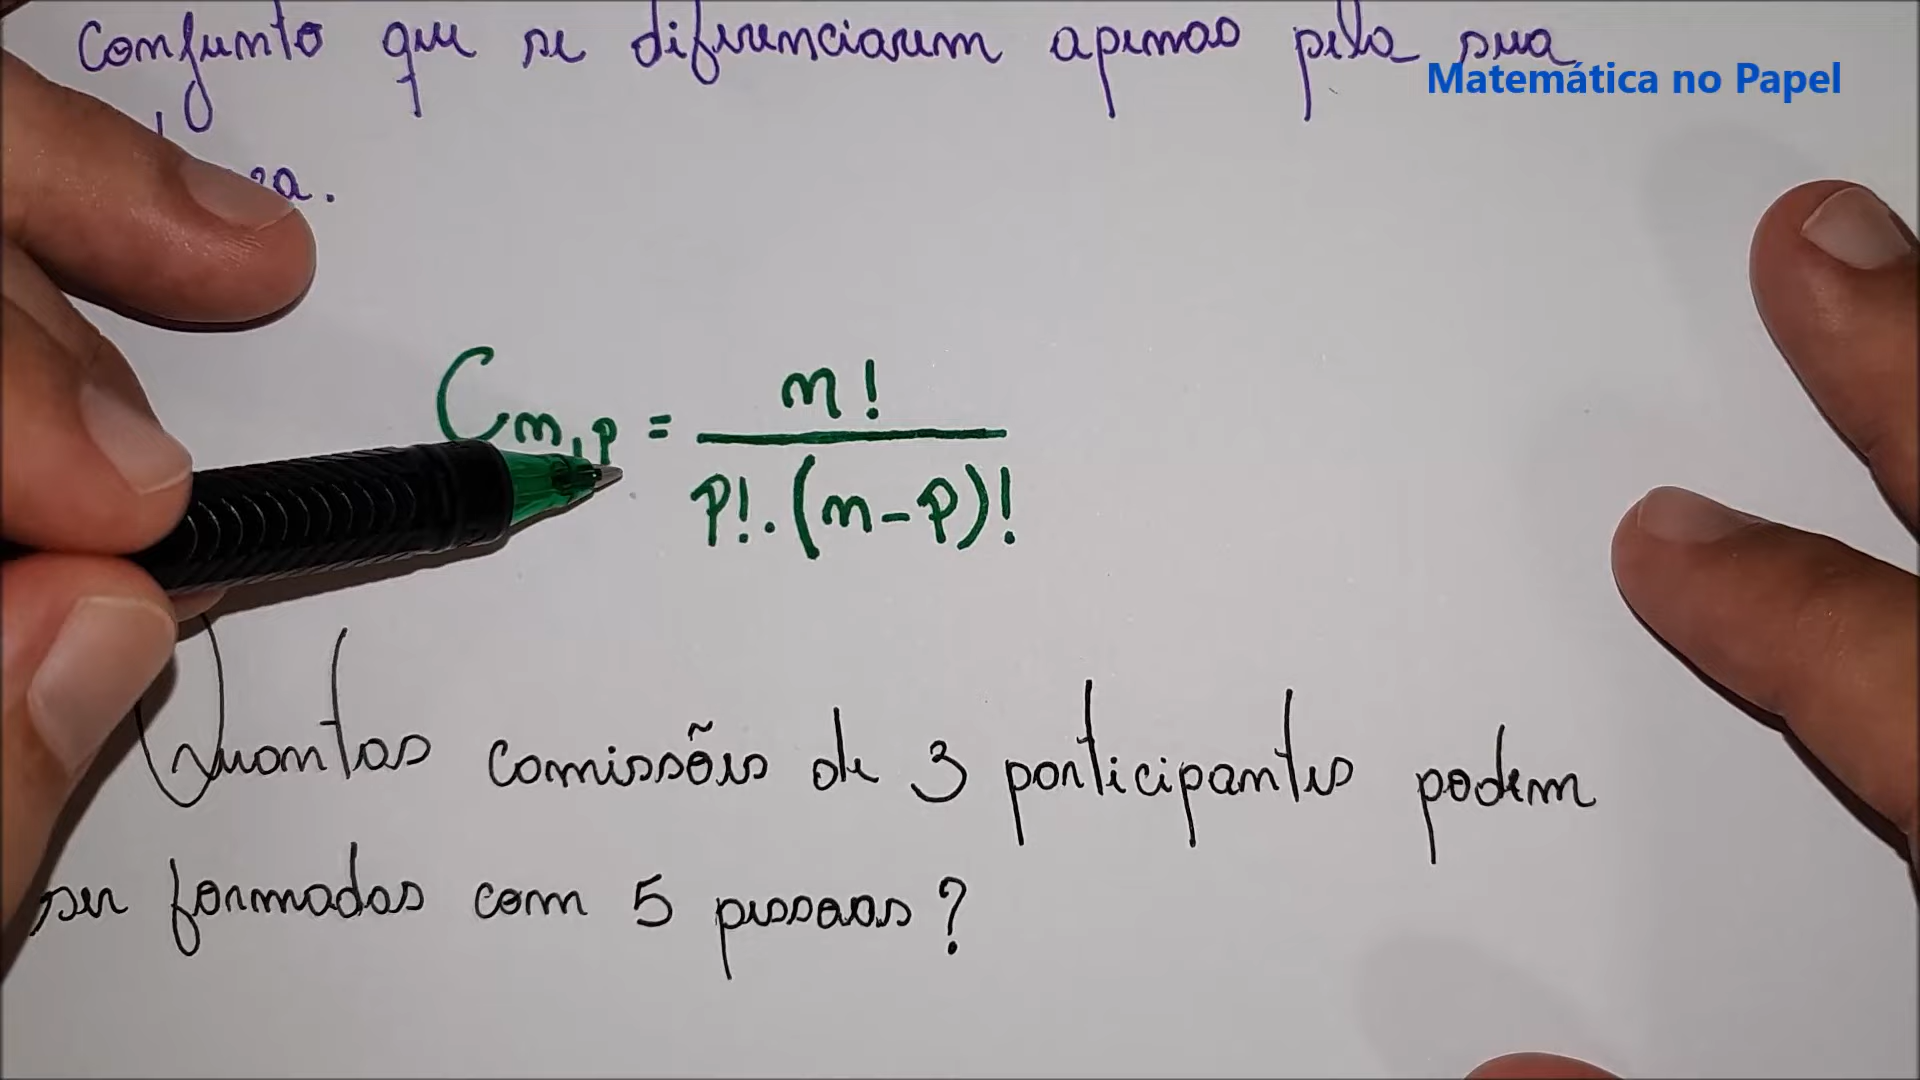 conjunto que se diferenciarem apenas pela sua
Matemática no Papel
Cn,p = n! / p!.(n-p)!
Quantas comissões de 3 participantes podem
ser formadas com 5 pessoas?